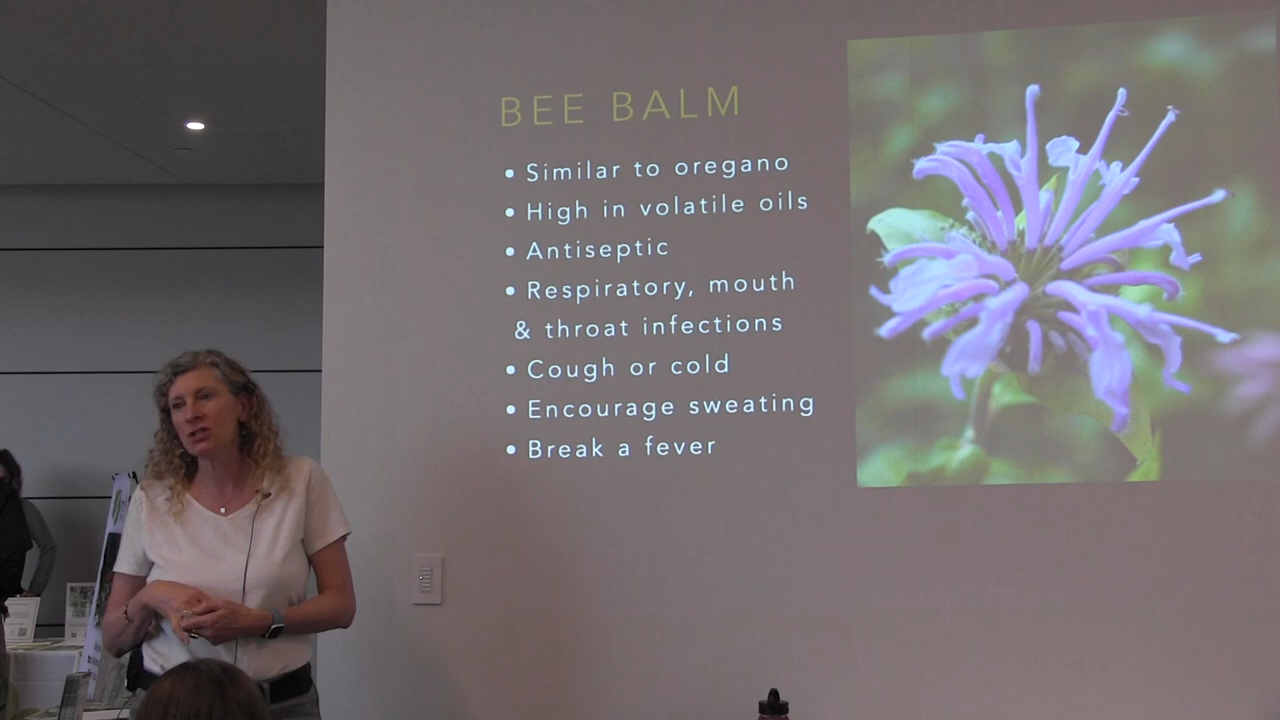 BEE BALM
• Similar to oregano
• High in volatile oils
• Antiseptic
• Respiratory, mouth
& throat infections
• Cough or cold
• Encourage sweating
• Break a fever